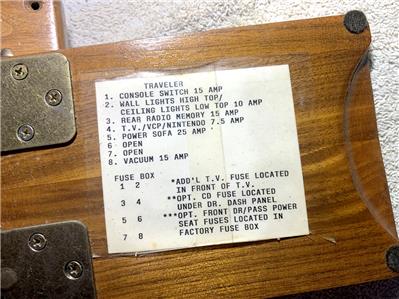 TRAVELER
1. CONSOLE SWITCH 15 AMP
2. WALL LIGHTS HIGH TOP/
CEILING LIGHTS LOW TOP 10 AMP
3. REAR RADIO MEMORY 15 AMP
4. T.V./VCP/NINTENDO 7.5 AMP
5. POWER SOFA 25 AMP
6 OPEN
7. OPEN
8. VACUUM 15 AMP
FUSE BOX *ADD'L T.V. FUSE LOCATED
1 2 IN FRONT OF T.V.
**OPT. CD FUSE LOCATED
3 4 UNDER DR. DASH PANEL
***OPT. FRONT DR/PASS POWER
5 6 SEAT FUSES LOCATED IN
7 8 FACTORY FUSE BOX